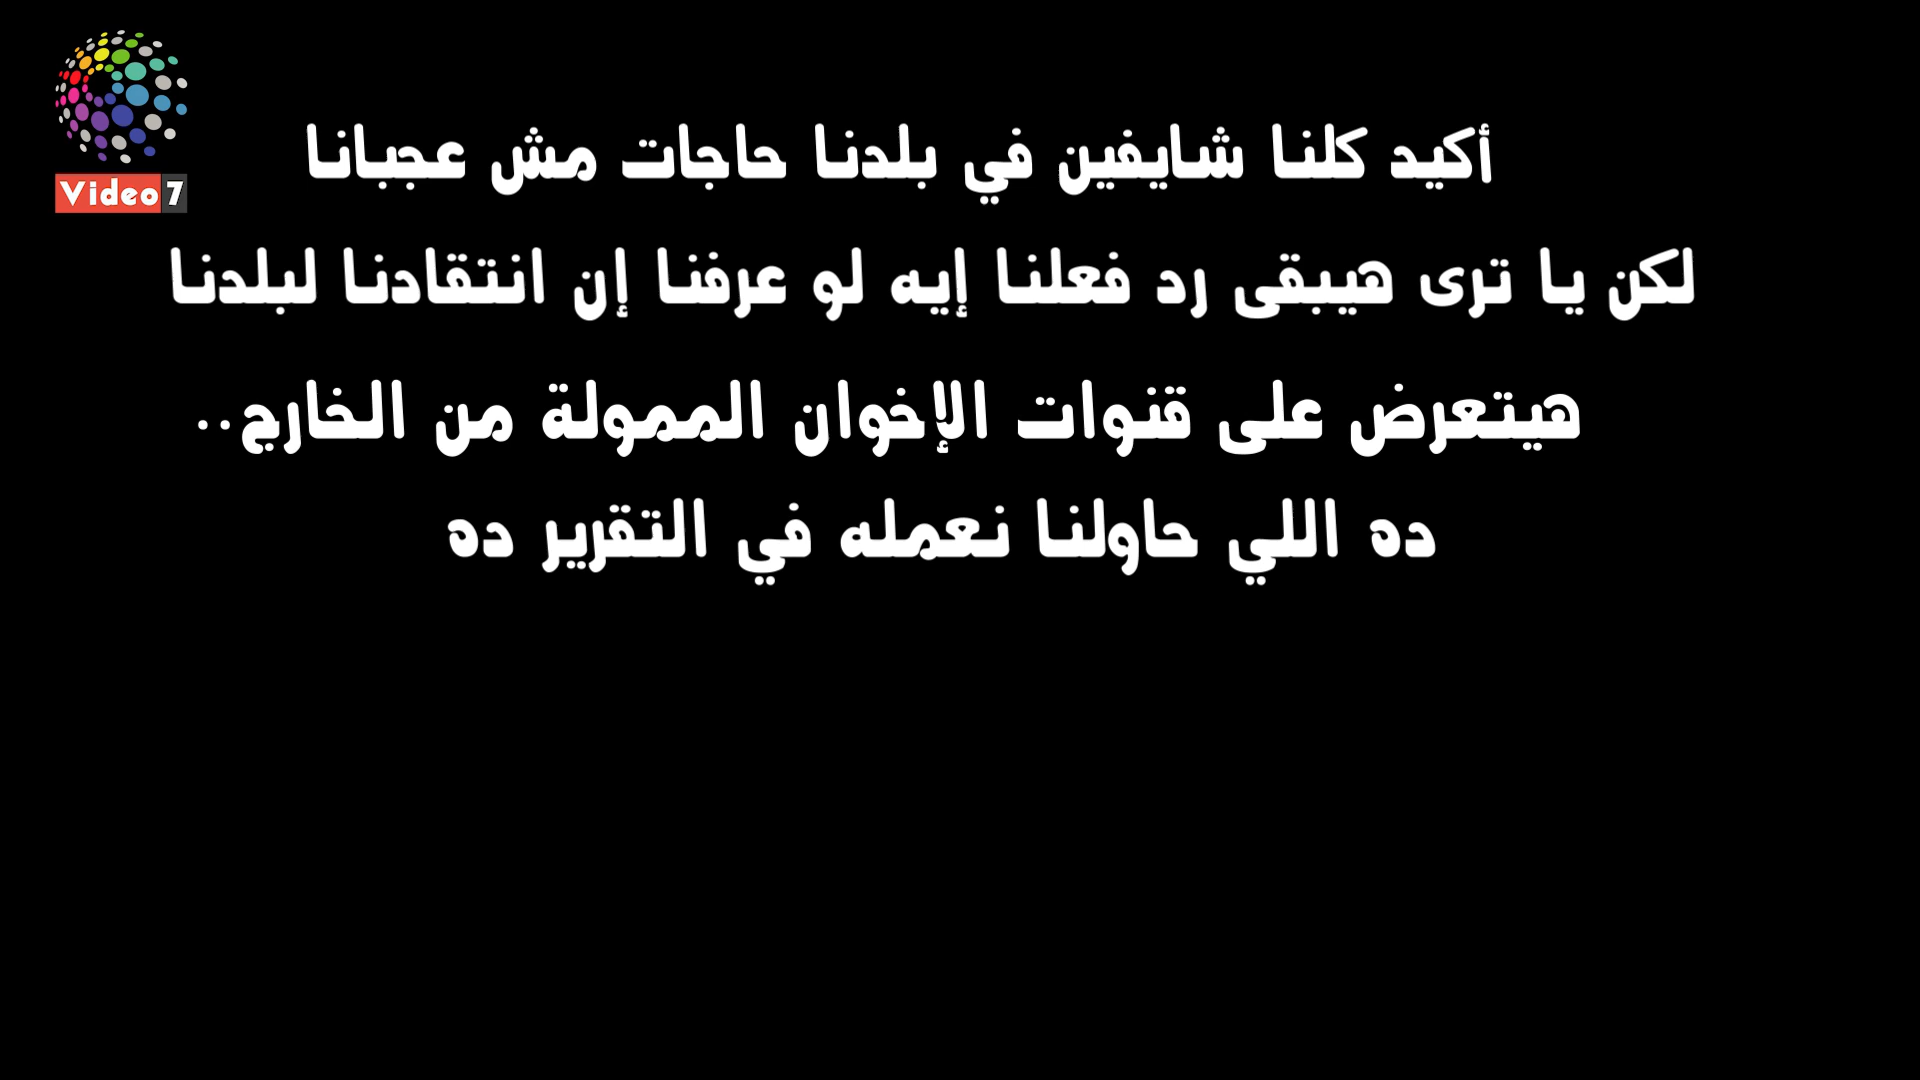 Video7
أكيد كلنا شايفين في بلدنا حاجات مش عجبانا
لكن يا ترى هيبقى رد فعلنا إيه لو عرفنا إن انتقادنا لبلدنا
هيتعرض على قنوات الإخوان الممولة من الخارج..
ده اللي حاولنا نعمله في التقرير ده